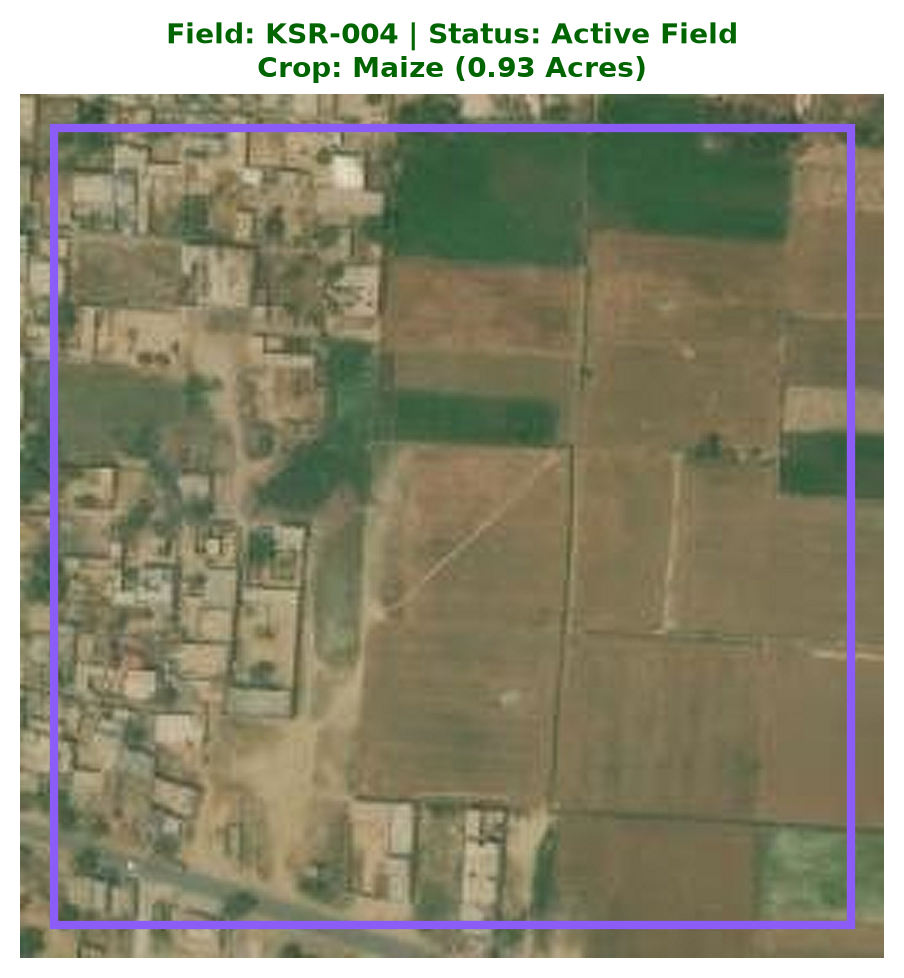 Field: KSR-004 | Status: Active Field
Crop: Maize (0.93 Acres)